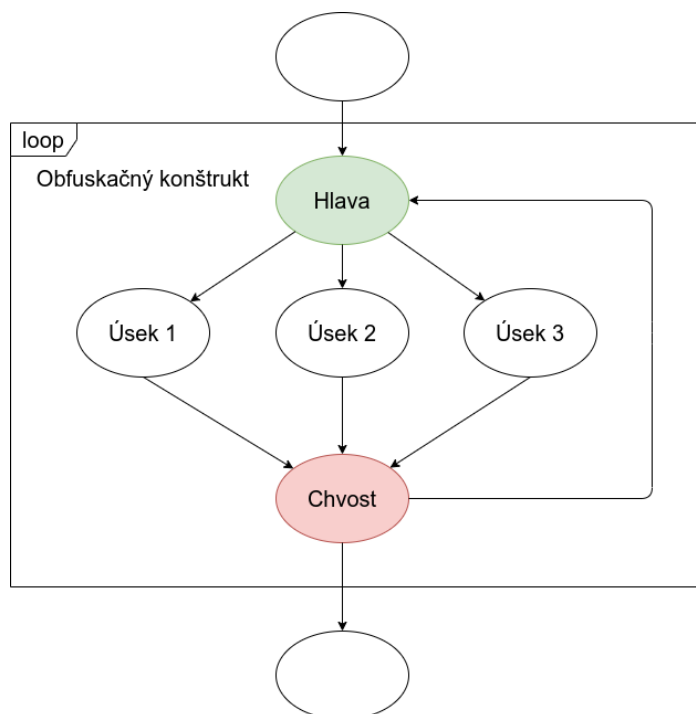 loop
Obfuskačný konštrukt
Hlava
Úsek 1
Úsek 2
Úsek 3
Chvost